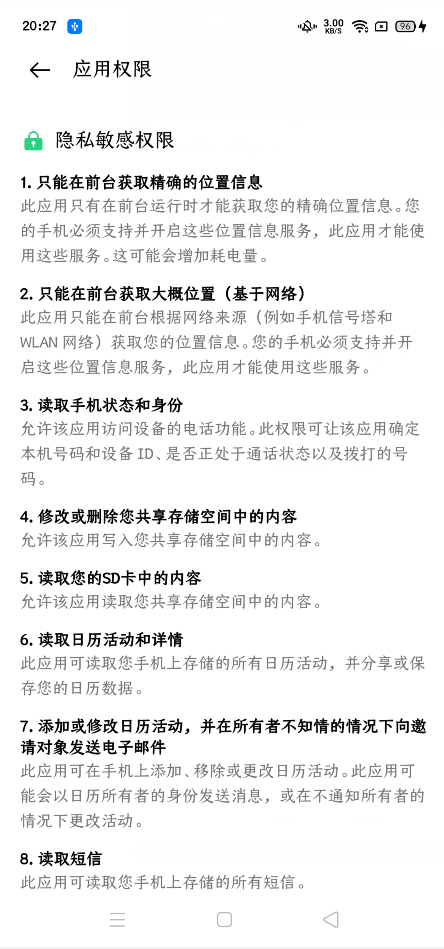 20:27
3.00
KB/S
96
应用权限
隐私敏感权限
1. 只能在前台获取精确的位置信息
此应用只有在前台运行时才能获取您的精确位置信息。您
的手机必须支持并开启这些位置信息服务，此应用才能使
用这些服务。这可能会增加耗电量。
2. 只能在前台获取大概位置（基于网络）
此应用只能在前台根据网络来源（例如手机信号塔和
WLAN 网络）获取您的位置信息。您的手机必须支持并开
启这些位置信息服务，此应用才能使用这些服务。
3. 读取手机状态和身份
允许该应用访问设备的电话功能。此权限可让该应用确定
本机号码和设备 ID、是否正处于通话状态以及拨打的号
码。
4. 修改或删除您共享存储空间中的内容
允许该应用写入您共享存储空间中的内容。
5. 读取您的SD卡中的内容
允许该应用读取您共享存储空间中的内容。
6. 读取日历活动和详情
此应用可读取您手机上存储的所有日历活动，并分享或保
存您的日历数据。
7. 添加或修改日历活动，并在所有者不知情的情况下向邀
请对象发送电子邮件
此应用可在手机上添加、移除或更改日历活动。此应用可
能会以日历所有者的身份发送消息，或在不通知所有者的
情况下更改活动。
8. 读取短信
此应用可读取您手机上存储的所有短信。